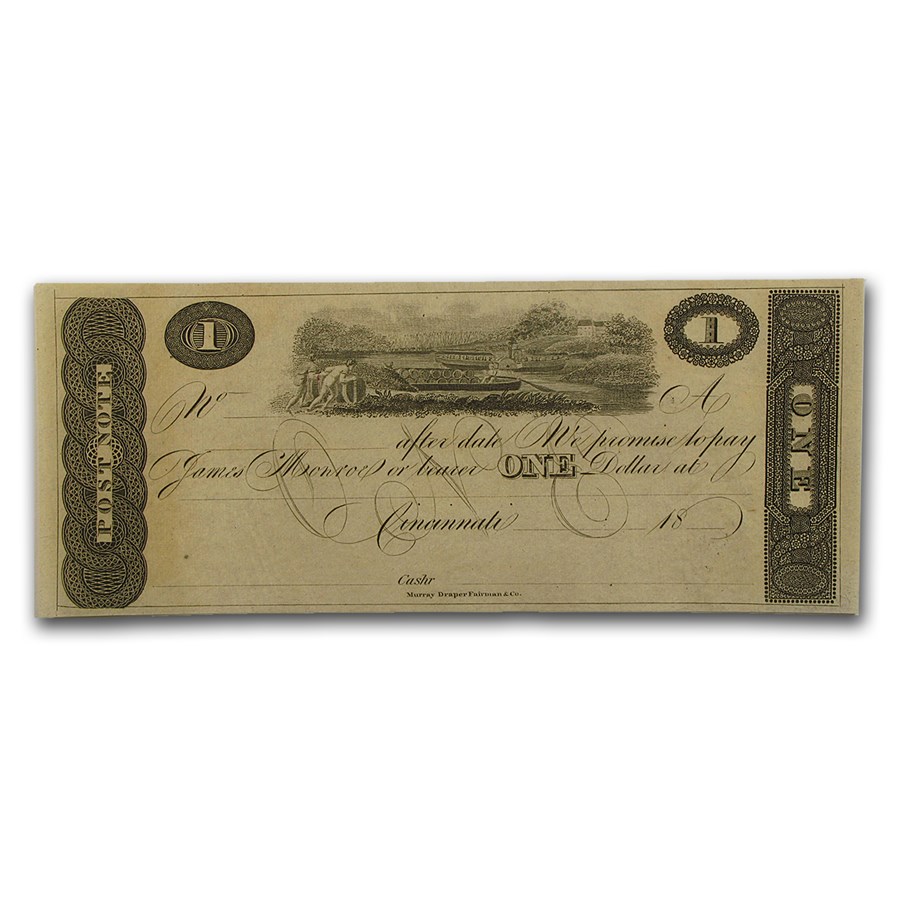 1
1
No A
after date We promise to pay
James Monroe or bearer ONE Dollar at
Cincinnati 18
Cashr
Murray Draper Fairman & Co.
POST NOTE
ONE